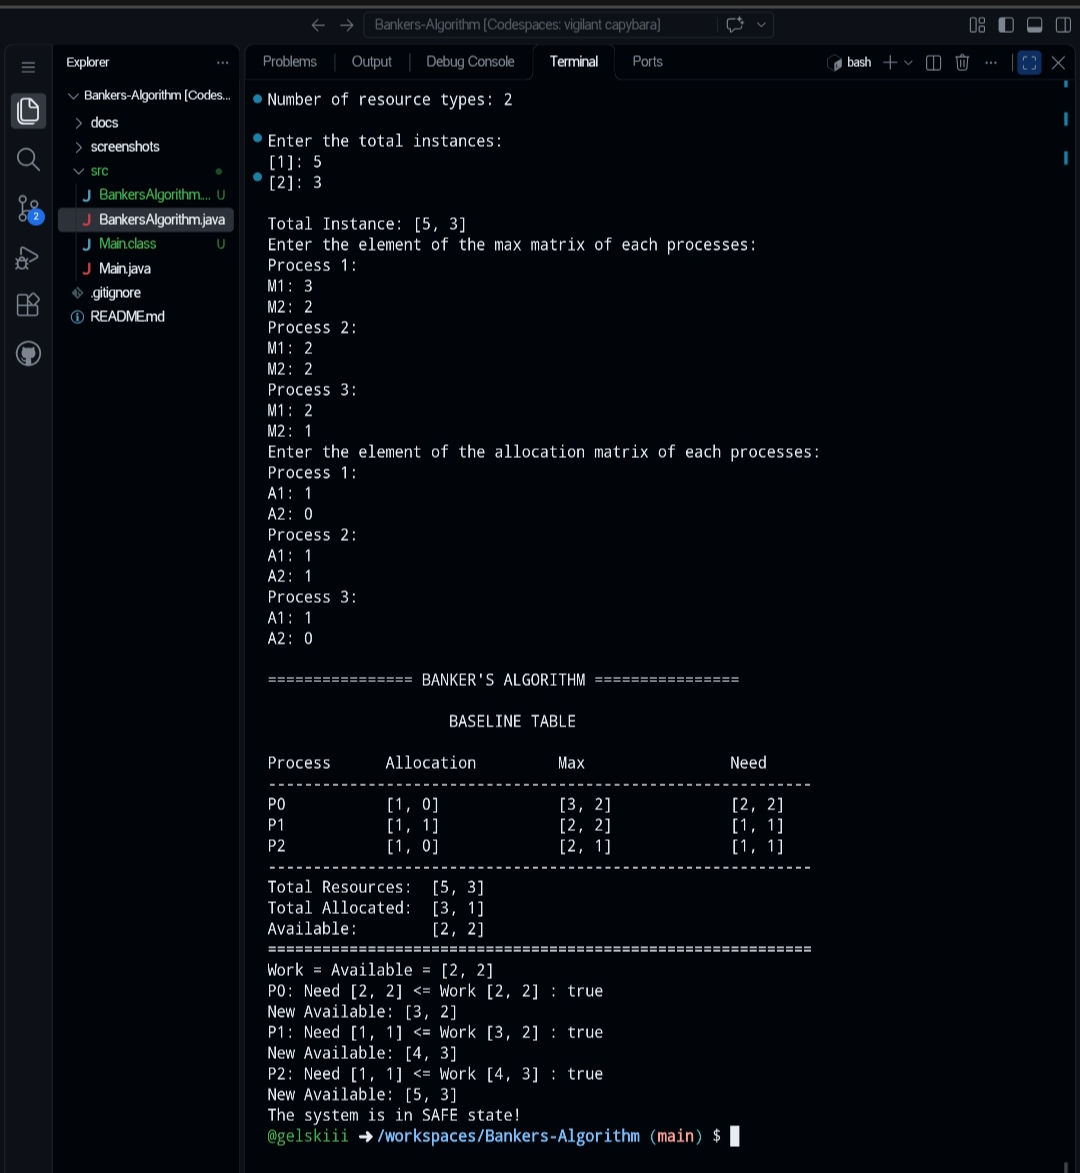 Bankers-Algorithm [Codespaces: vigilant capybara]
Explorer
Bankers-Algorithm [Codes...
docs
screenshots
src
BankersAlgorithm.... U
BankersAlgorithm.java
Main.class U
Main.java
.gitignore
README.md
2
Problems Output Debug Console Terminal Ports bash
Number of resource types: 2
Enter the total instances:
[1]: 5
[2]: 3
Total Instance: [5, 3]
Enter the element of the max matrix of each processes:
Process 1:
M1: 3
M2: 2
Process 2:
M1: 2
M2: 2
Process 3:
M1: 2
M2: 1
Enter the element of the allocation matrix of each processes:
Process 1:
A1: 1
A2: 0
Process 2:
A1: 1
A2: 1
Process 3:
A1: 1
A2: 0
================ BANKER'S ALGORITHM ================
BASELINE TABLE
Process Allocation Max Need
------------------------------------------------------------
P0 [1, 0] [3, 2] [2, 2]
P1 [1, 1] [2, 2] [1, 1]
P2 [1, 0] [2, 1] [1, 1]
------------------------------------------------------------
Total Resources: [5, 3]
Total Allocated: [3, 1]
Available: [2, 2]
============================================================
Work = Available = [2, 2]
P0: Need [2, 2] <= Work [2, 2] : true
New Available: [3, 2]
P1: Need [1, 1] <= Work [3, 2] : true
New Available: [4, 3]
P2: Need [1, 1] <= Work [4, 3] : true
New Available: [5, 3]
The system is in SAFE state!
@gelskiii ➜ /workspaces/Bankers-Algorithm (main) $